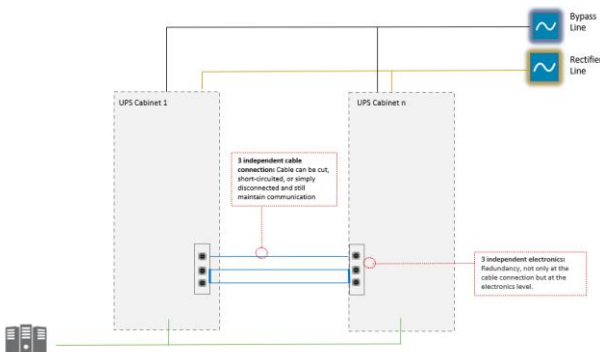 Bypass
Line
Rectifier
Line
UPS Cabinet 1
UPS Cabinet n
3 independent cable
connection: Cable can be cut,
short-circuited, or simply
disconnected and still
maintain communication
3 independent electronics:
Redundancy, not only at the
cable connection but at the
electronics level.